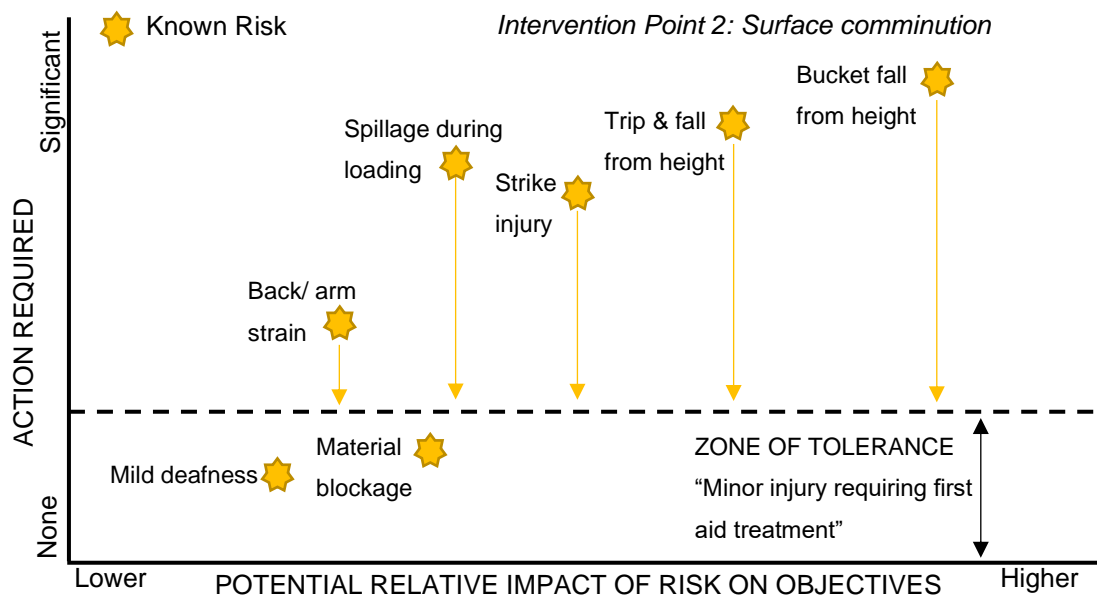 Known Risk
Intervention Point 2: Surface comminution
Bucket fall
from height
Trip & fall
from height
Spillage during
loading
Strike
injury
Back/ arm
strain
Mild deafness
Material
blockage
ZONE OF TOLERANCE
“Minor injury requiring first
aid treatment”
Significant
ACTION REQUIRED
None
Lower
POTENTIAL RELATIVE IMPACT OF RISK ON OBJECTIVES
Higher